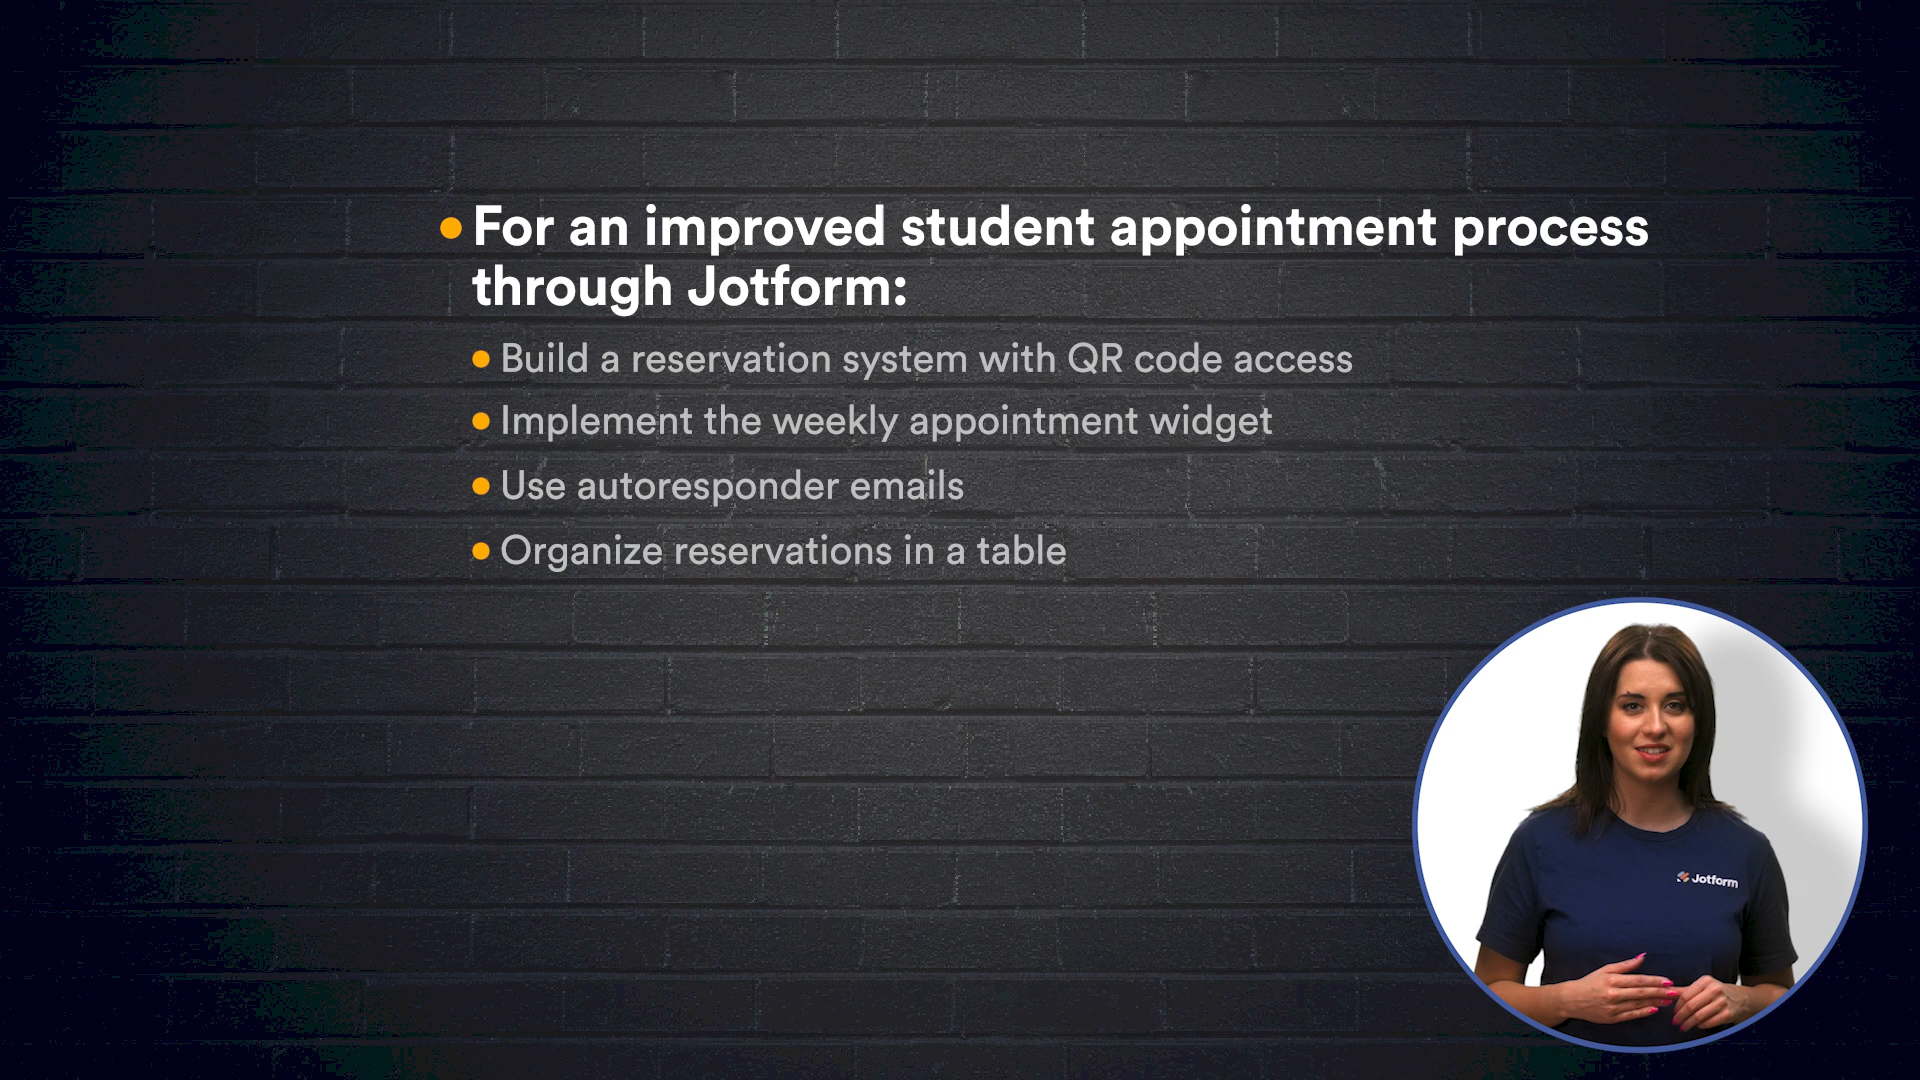 For an improved student appointment process
through Jotform:
Build a reservation system with QR code access
Implement the weekly appointment widget
Use autoresponder emails
Organize reservations in a table
Jotform